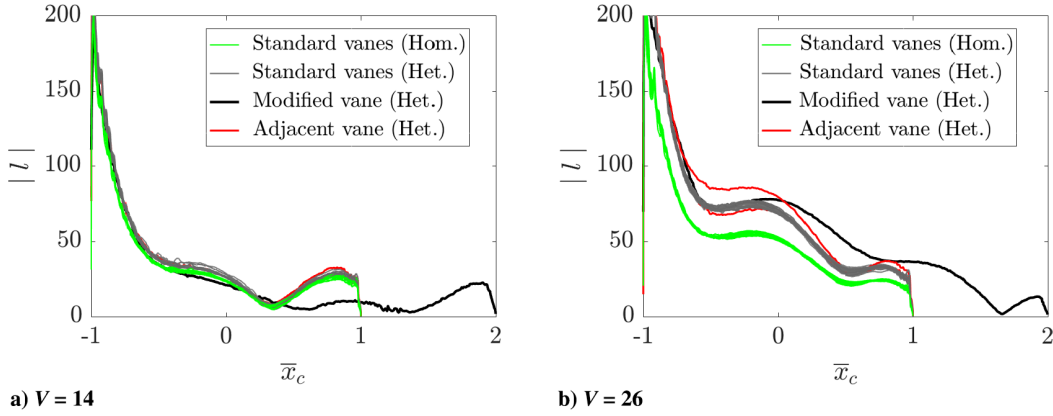 200
150
100
50
0
| l |
Standard vanes (Hom.)
Standard vanes (Het.)
Modified vane (Het.)
Adjacent vane (Het.)
-1 0 1 2
x̅_c
a) V = 14
200
150
100
50
0
| l |
Standard vanes (Hom.)
Standard vanes (Het.)
Modified vane (Het.)
Adjacent vane (Het.)
-1 0 1 2
x̅_c
b) V = 26